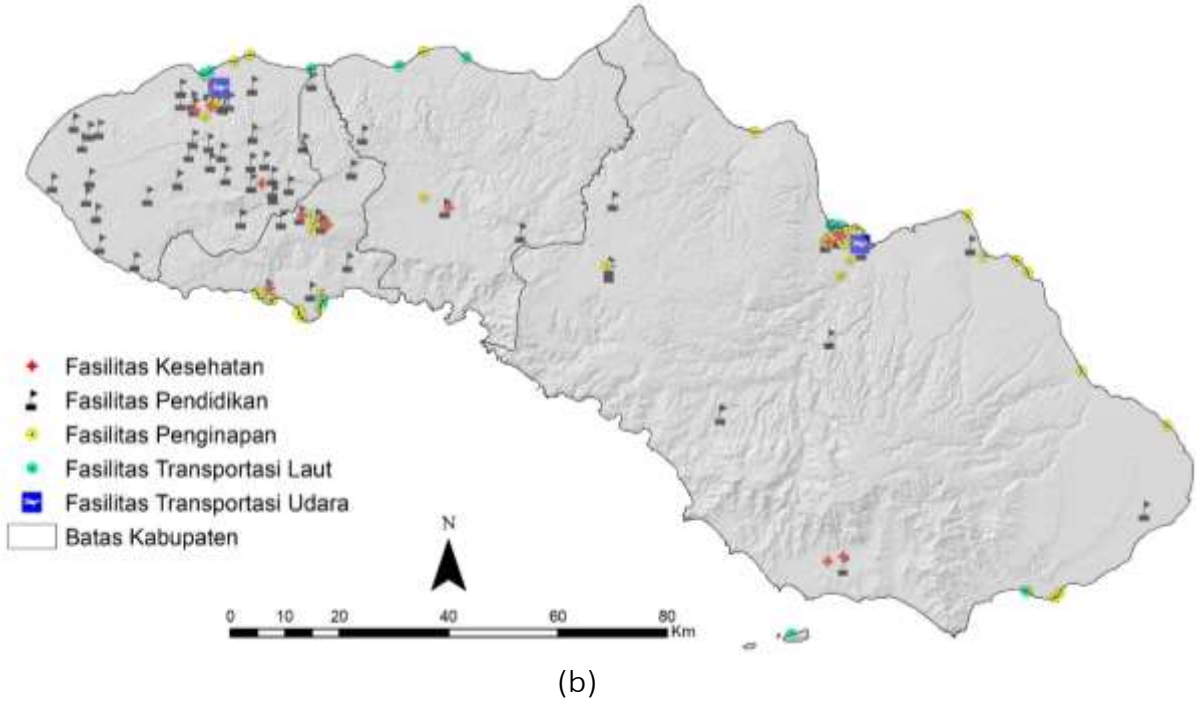 Fasilitas Kesehatan
Fasilitas Pendidikan
Fasilitas Penginapan
Fasilitas Transportasi Laut
Fasilitas Transportasi Udara
Batas Kabupaten
N
0 10 20 40 60 80
Km
(b)